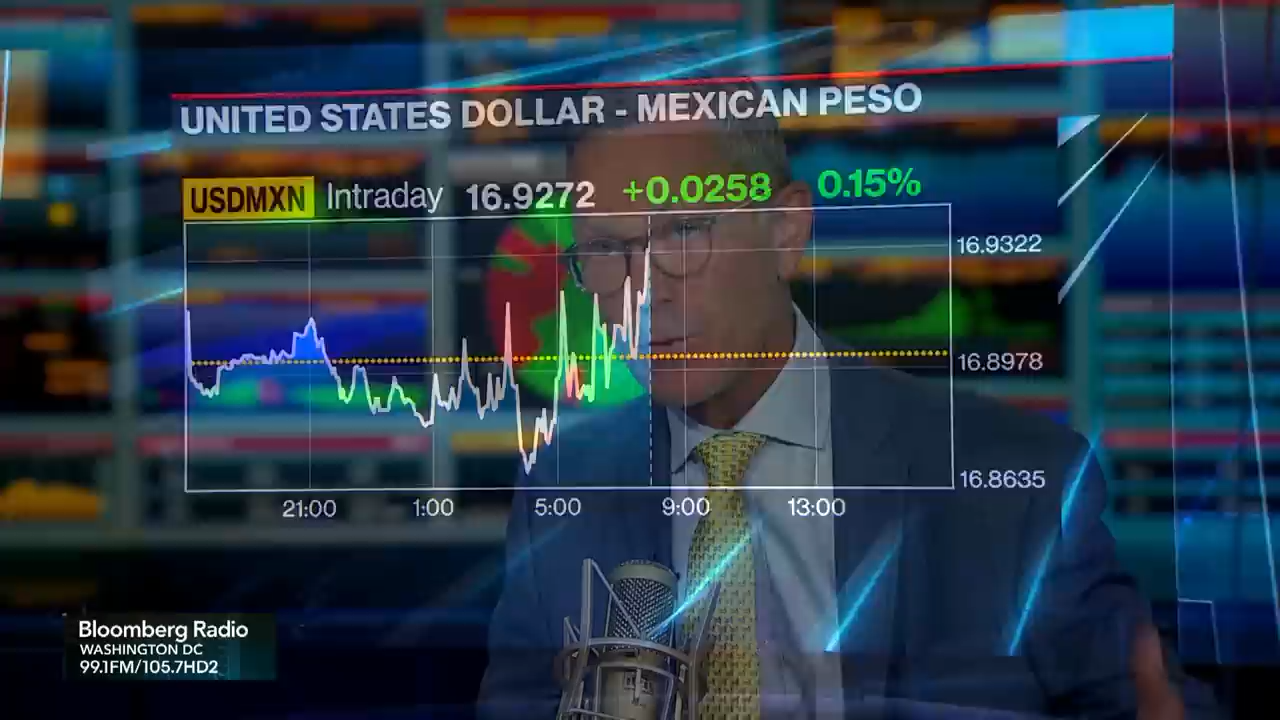 UNITED STATES DOLLAR - MEXICAN PESO
USDMXN Intraday 16.9272 +0.0258 0.15%
16.9322
16.8978
16.8635
21:00 1:00 5:00 9:00 13:00
Bloomberg Radio
WASHINGTON DC
99.1FM/105.7HD2